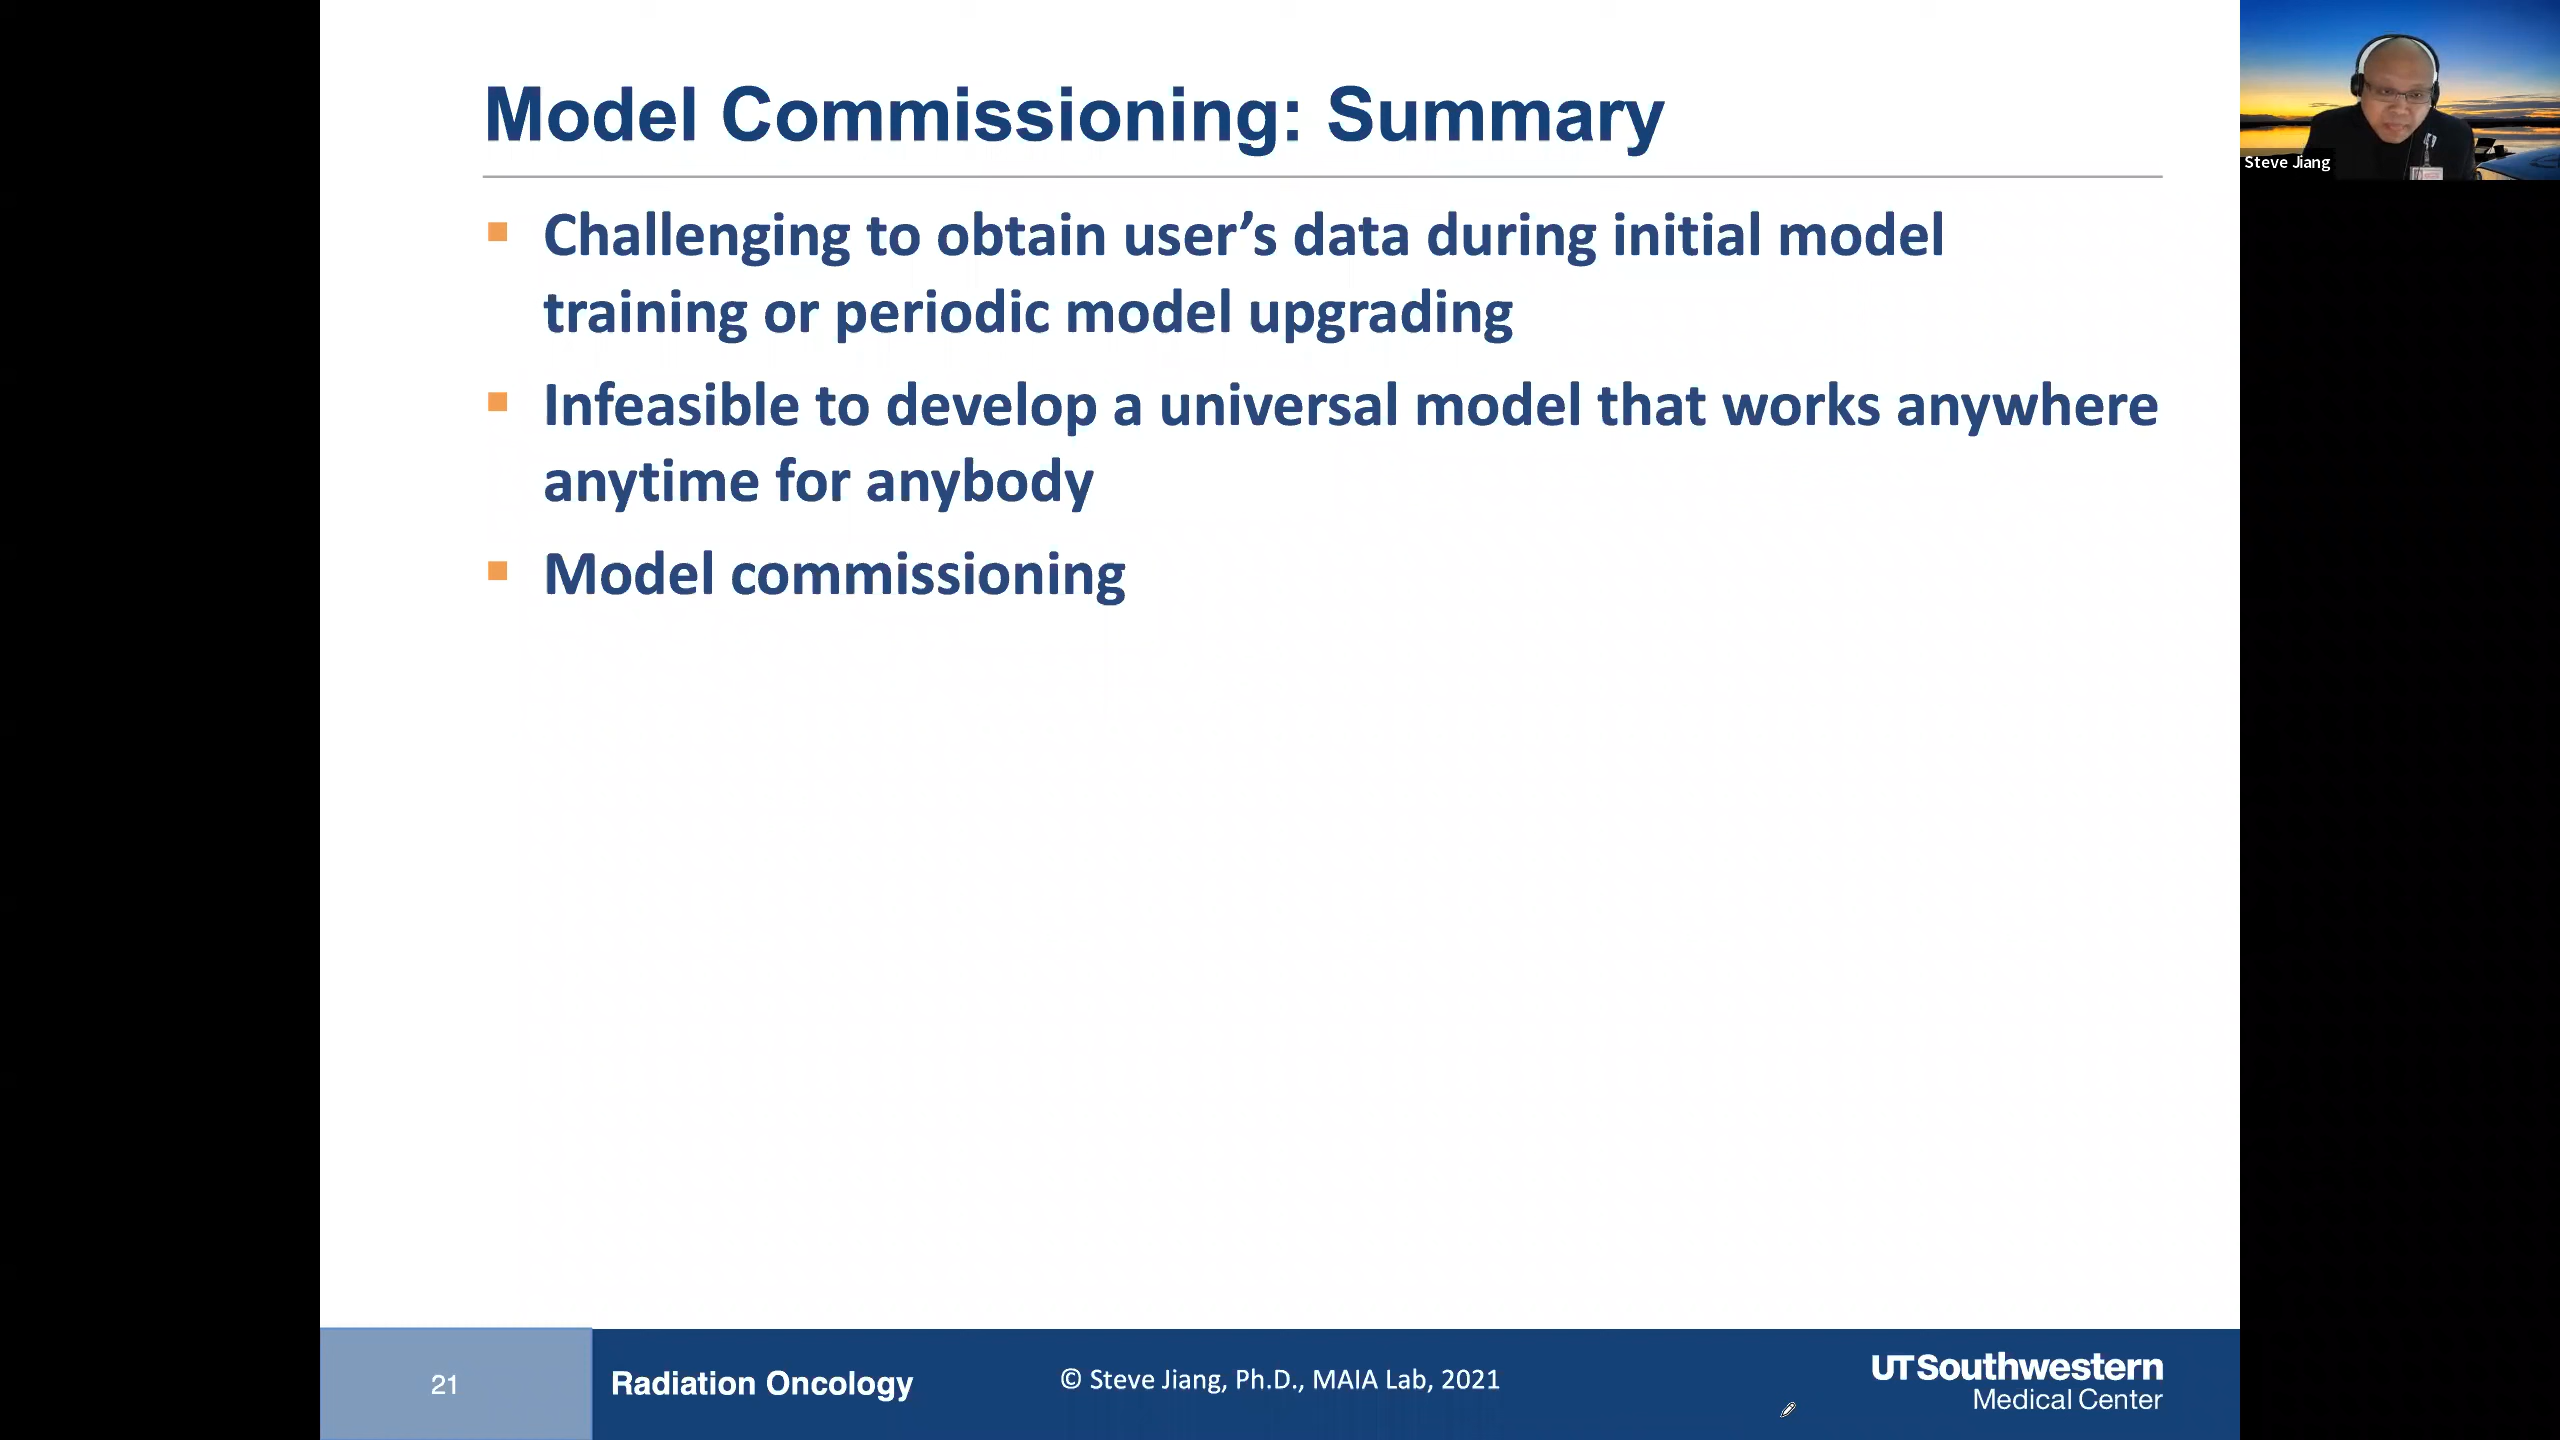 Model Commissioning: Summary
Steve Jiang
Challenging to obtain user’s data during initial model
training or periodic model upgrading
Infeasible to develop a universal model that works anywhere
anytime for anybody
Model commissioning
21
Radiation Oncology
© Steve Jiang, Ph.D., MAIA Lab, 2021
UTSouthwestern
Medical Center